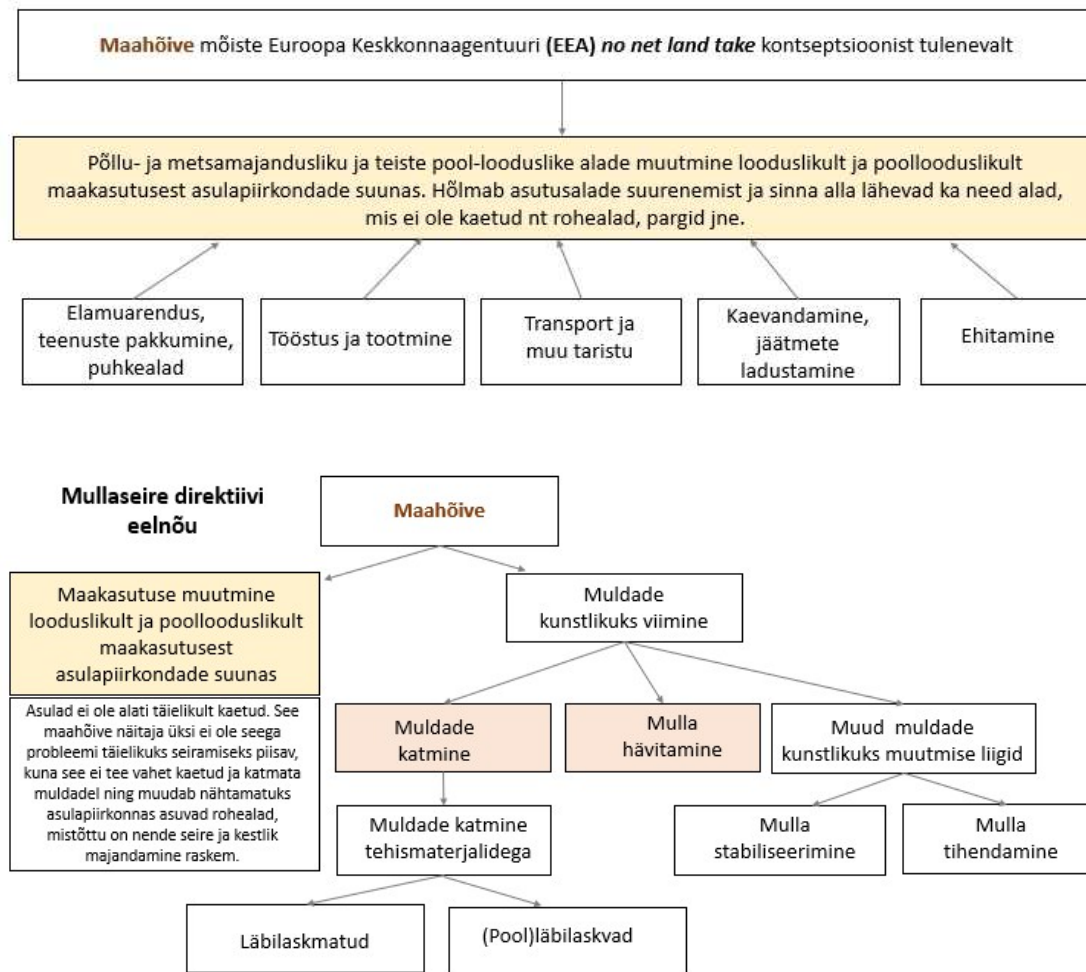 Maahõive mõiste Euroopa Keskkonnaagentuuri (EEA) no net land take kontseptsioonist tulenevalt
Põllu- ja metsamajandusliku ja teiste pool-looduslike alade muutmine looduslikult ja poollooduslikult
maakasutusest asulapiirkondade suunas. Hõlmab asutusalade suurenemist ja sinna alla lähevad ka need alad,
mis ei ole kaetud nt rohealad, pargid jne.
Elamuarendus,
teenuste pakkumine,
puhkealad
Tööstus ja tootmine
Transport ja
muu taristu
Kaevandamine,
jäätmete
ladustamine
Ehitamine
Mullaseire direktiivi
eelnõu
Maahõive
Maakasutuse muutmine
looduslikult ja poollooduslikult
maakasutusest
asulapiirkondade suunas
Asulad ei ole alati täielikult kaetud. See
maahõive näitaja üksi ei ole seega
probleemi täielikuks seiramiseks piisav,
kuna see ei tee vahet kaetud ja katmata
muldadel ning muudab nähtamatuks
asulapiirkonnas asuvad rohealad,
mistõttu on nende seire ja kestlik
majandamine raskem.
Muldade
kunstlikuks viimine
Muldade
katmine
Mulla
hävitamine
Muud muldade
kunstlikuks muutmise liigid
Muldade katmine
tehismaterjalidega
Mulla
stabiliseerimine
Mulla
tihendamine
Läbilaskmatud
(Pool)läbilaskvad